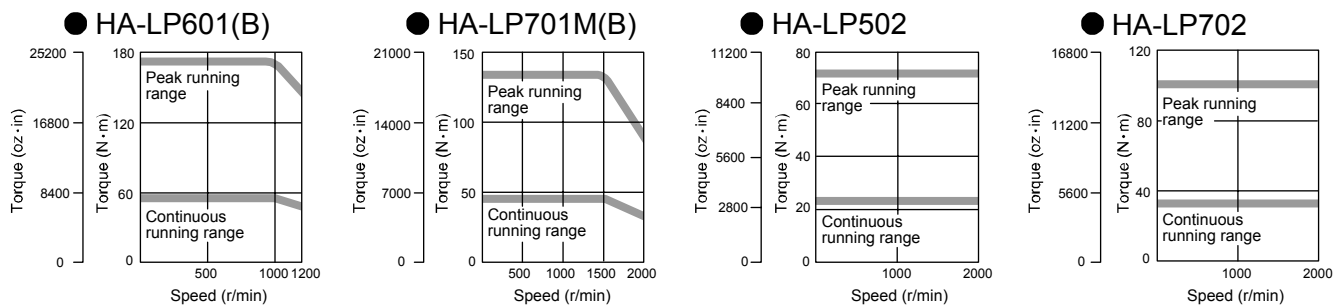 ● HA-LP601(B)
25200
16800
8400
0
Torque (oz·in)
180
120
60
0
Torque (N·m)
Peak running
range
Continuous
running range
500
1000
1200
Speed (r/min)
● HA-LP701M(B)
21000
14000
7000
0
Torque (oz·in)
150
100
50
0
Torque (N·m)
Peak running
range
Continuous
running range
500
1000
1500
2000
Speed (r/min)
● HA-LP502
11200
8400
5600
2800
0
Torque (oz·in)
80
60
40
20
0
Torque (N·m)
Peak running
range
Continuous
running range
1000
2000
Speed (r/min)
● HA-LP702
16800
11200
5600
0
Torque (oz·in)
120
80
40
0
Torque (N·m)
Peak running
range
Continuous
running range
1000
2000
Speed (r/min)